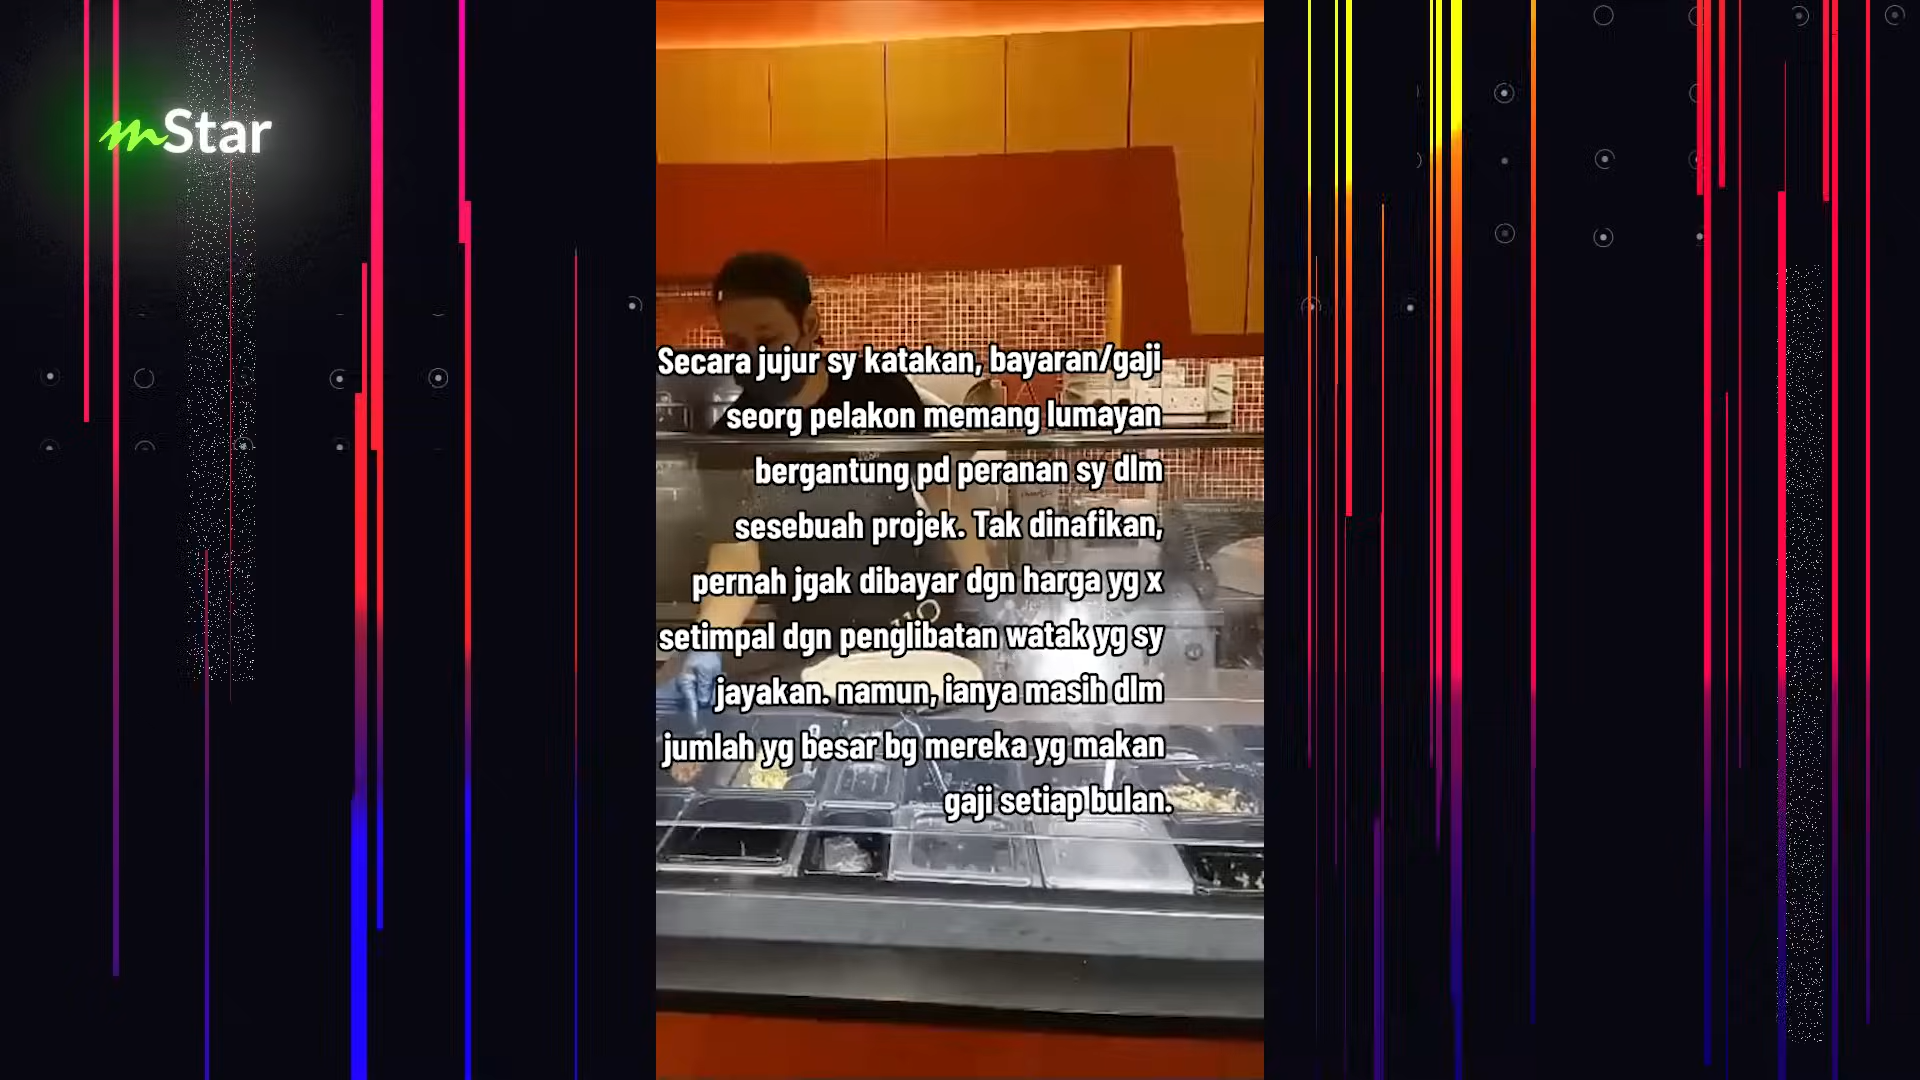 mStar
Secara jujur sy katakan, bayaran/gaji
seorg pelakon memang lumayan
bergantung pd peranan sy dlm
sesebuah projek. Tak dinafikan,
pernah jgak dibayar dgn harga yg x
setimpal dgn penglibatan watak yg sy
jayakan. namun, ianya masih dlm
jumlah yg besar bg mereka yg makan
gaji setiap bulan.